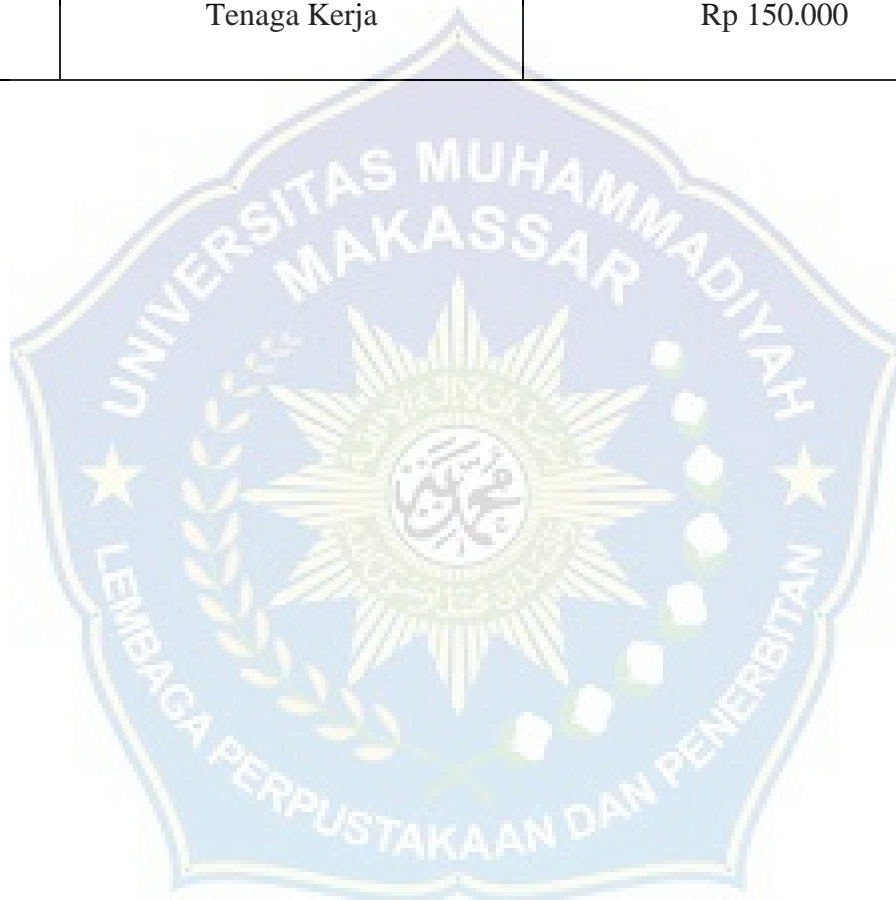 Tenaga Kerja Rp 150.000
UNIVERSITAS MUHAMMADIYAH
MAKASSAR
LEMBAGA PERPUSTAKAAN DAN PENERBITAN